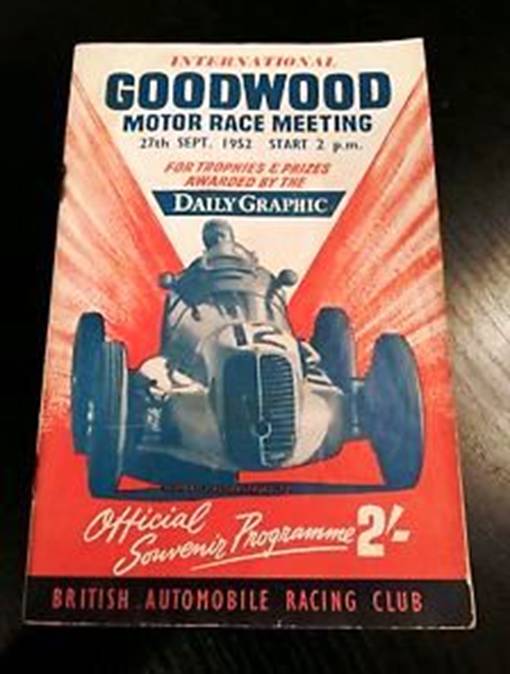 INTERNATIONAL
GOODWOOD
MOTOR RACE MEETING
27th SEPT. 1952 START 2 p.m.
FOR TROPHIES & PRIZES
AWARDED BY THE
DAILY GRAPHIC
12
Official
Souvenir Programme 2/-
BRITISH AUTOMOBILE RACING CLUB